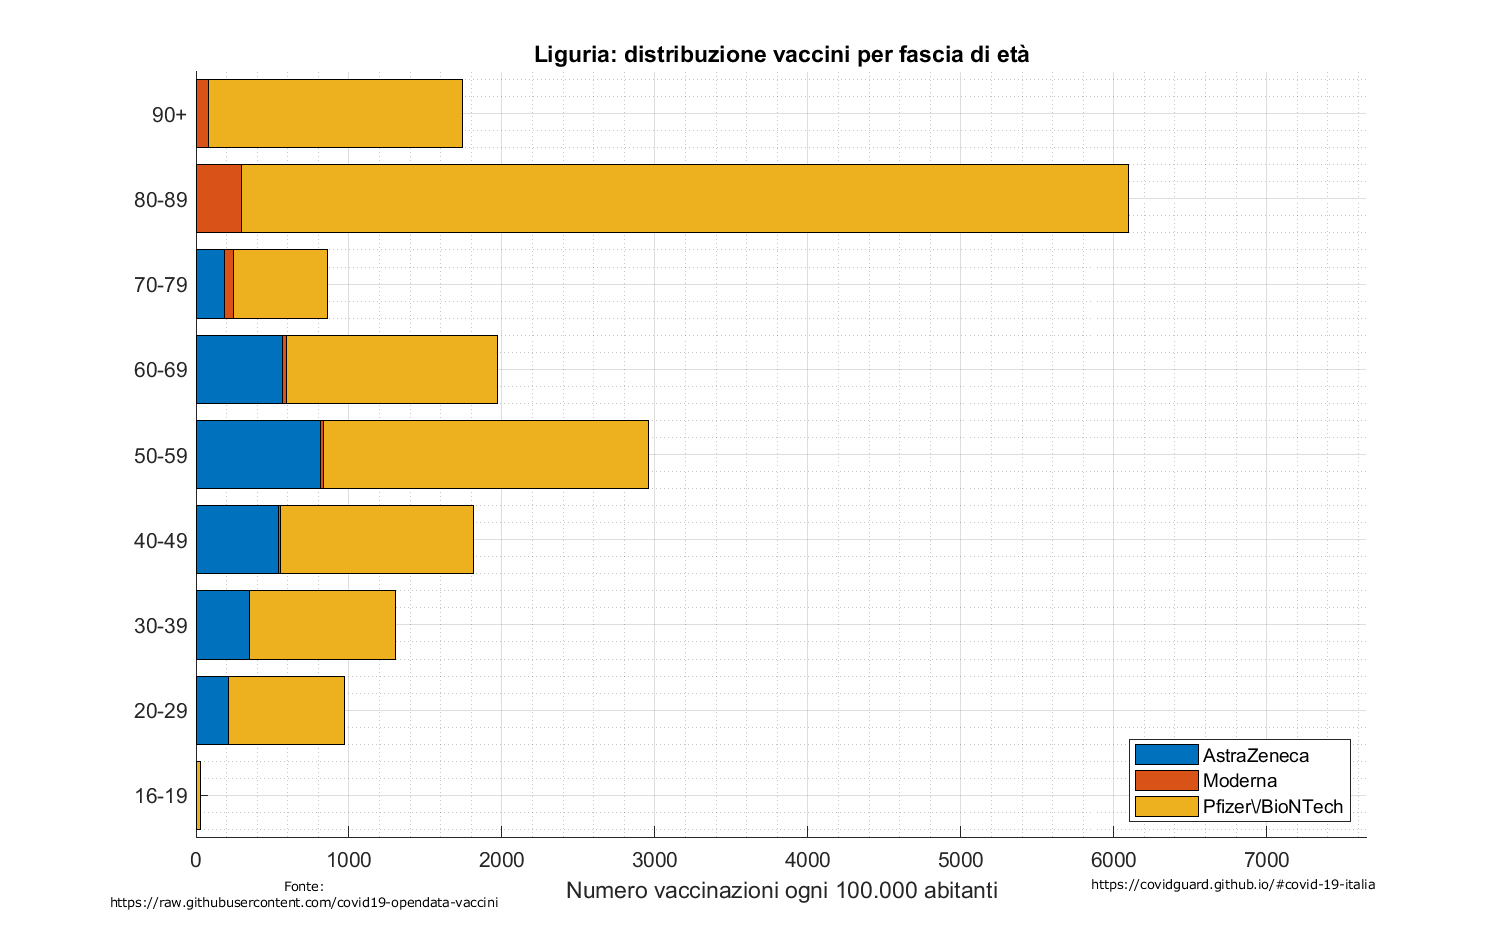 Liguria: distribuzione vaccini per fascia di età
90+
80-89
70-79
60-69
50-59
40-49
30-39
20-29
16-19
AstraZeneca
Moderna
Pfizer\/BioNTech
0 1000 2000 3000 4000 5000 6000 7000
Numero vaccinazioni ogni 100.000 abitanti
Fonte:
https://raw.githubusercontent.com/covid19-opendata-vaccini
https://covidguard.github.io/#covid-19-italia